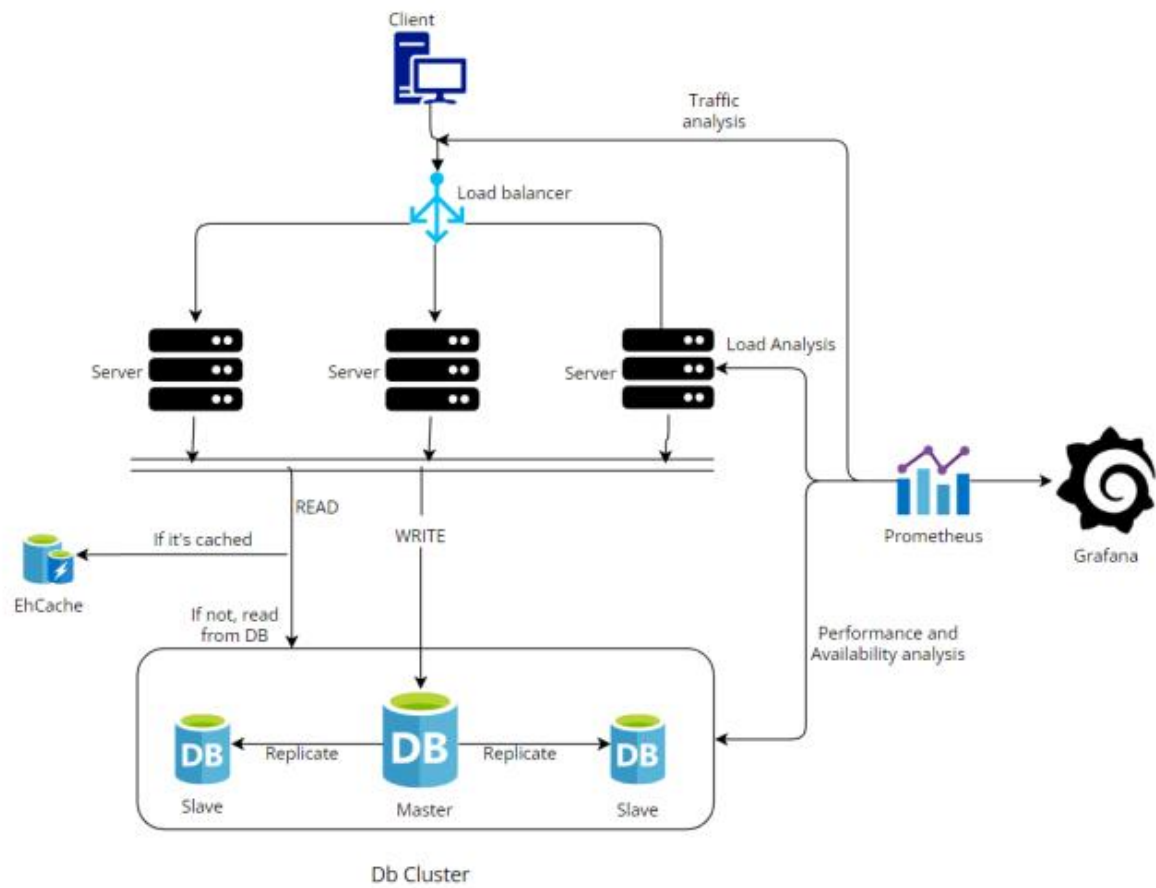 Client
Traffic
analysis
Load balancer
Load Analysis
Server
Server
Server
READ
WRITE
If it's cached
Prometheus
Grafana
EhCache
If not, read
from DB
Performance and
Availability analysis
DB
DB
DB
Replicate
Replicate
Slave
Master
Slave
Db Cluster